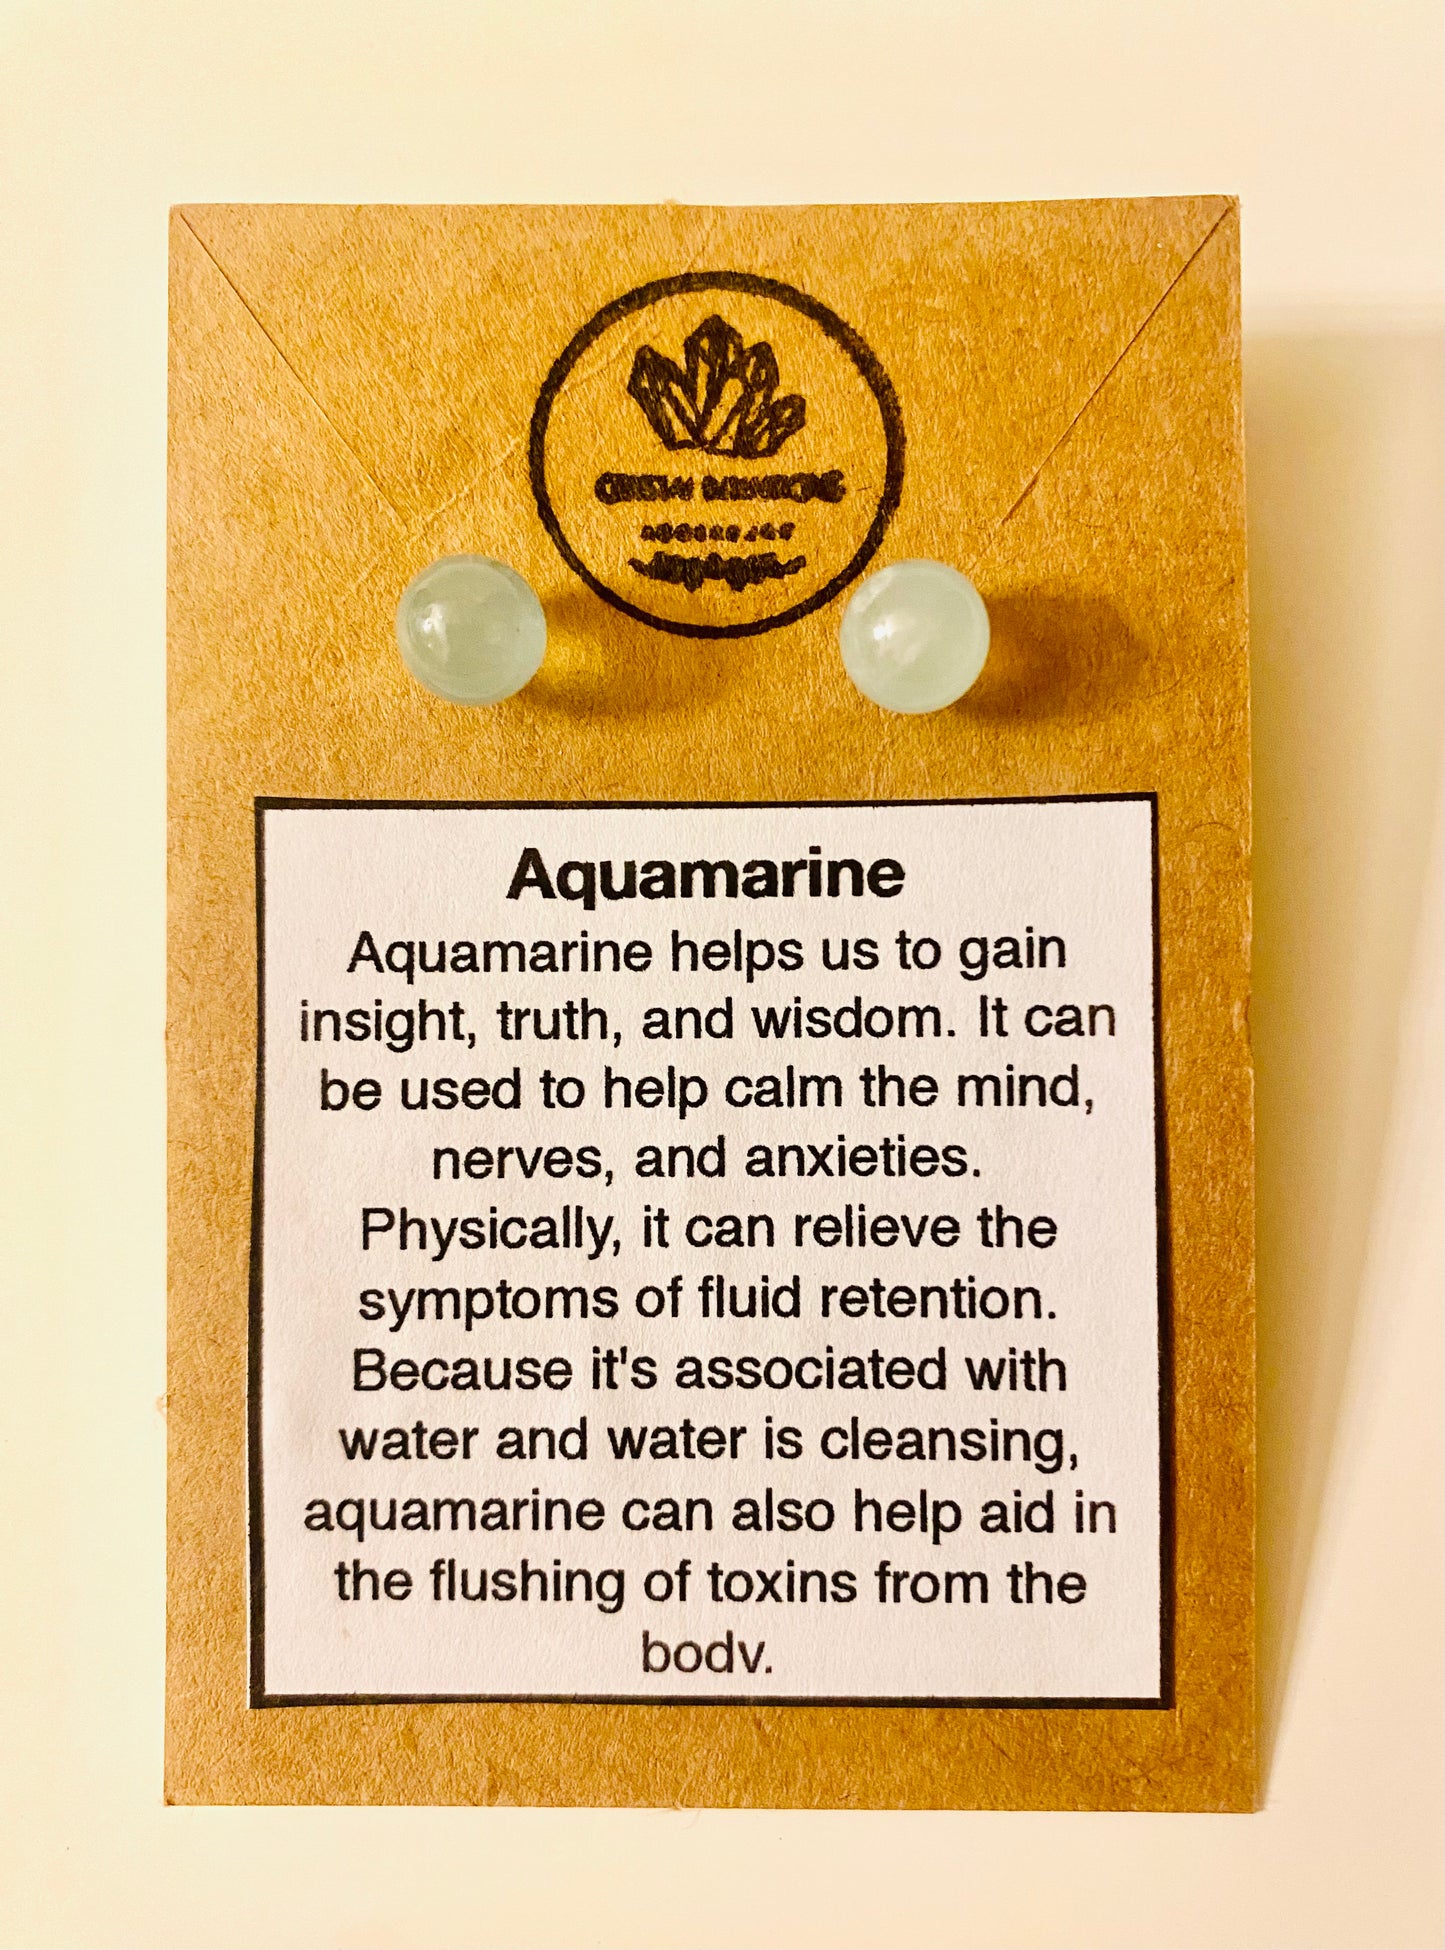 Aquamarine
Aquamarine helps us to gain
insight, truth, and wisdom. It can
be used to help calm the mind,
nerves, and anxieties.
Physically, it can relieve the
symptoms of fluid retention.
Because it's associated with
water and water is cleansing,
aquamarine can also help aid in
the flushing of toxins from the
body.